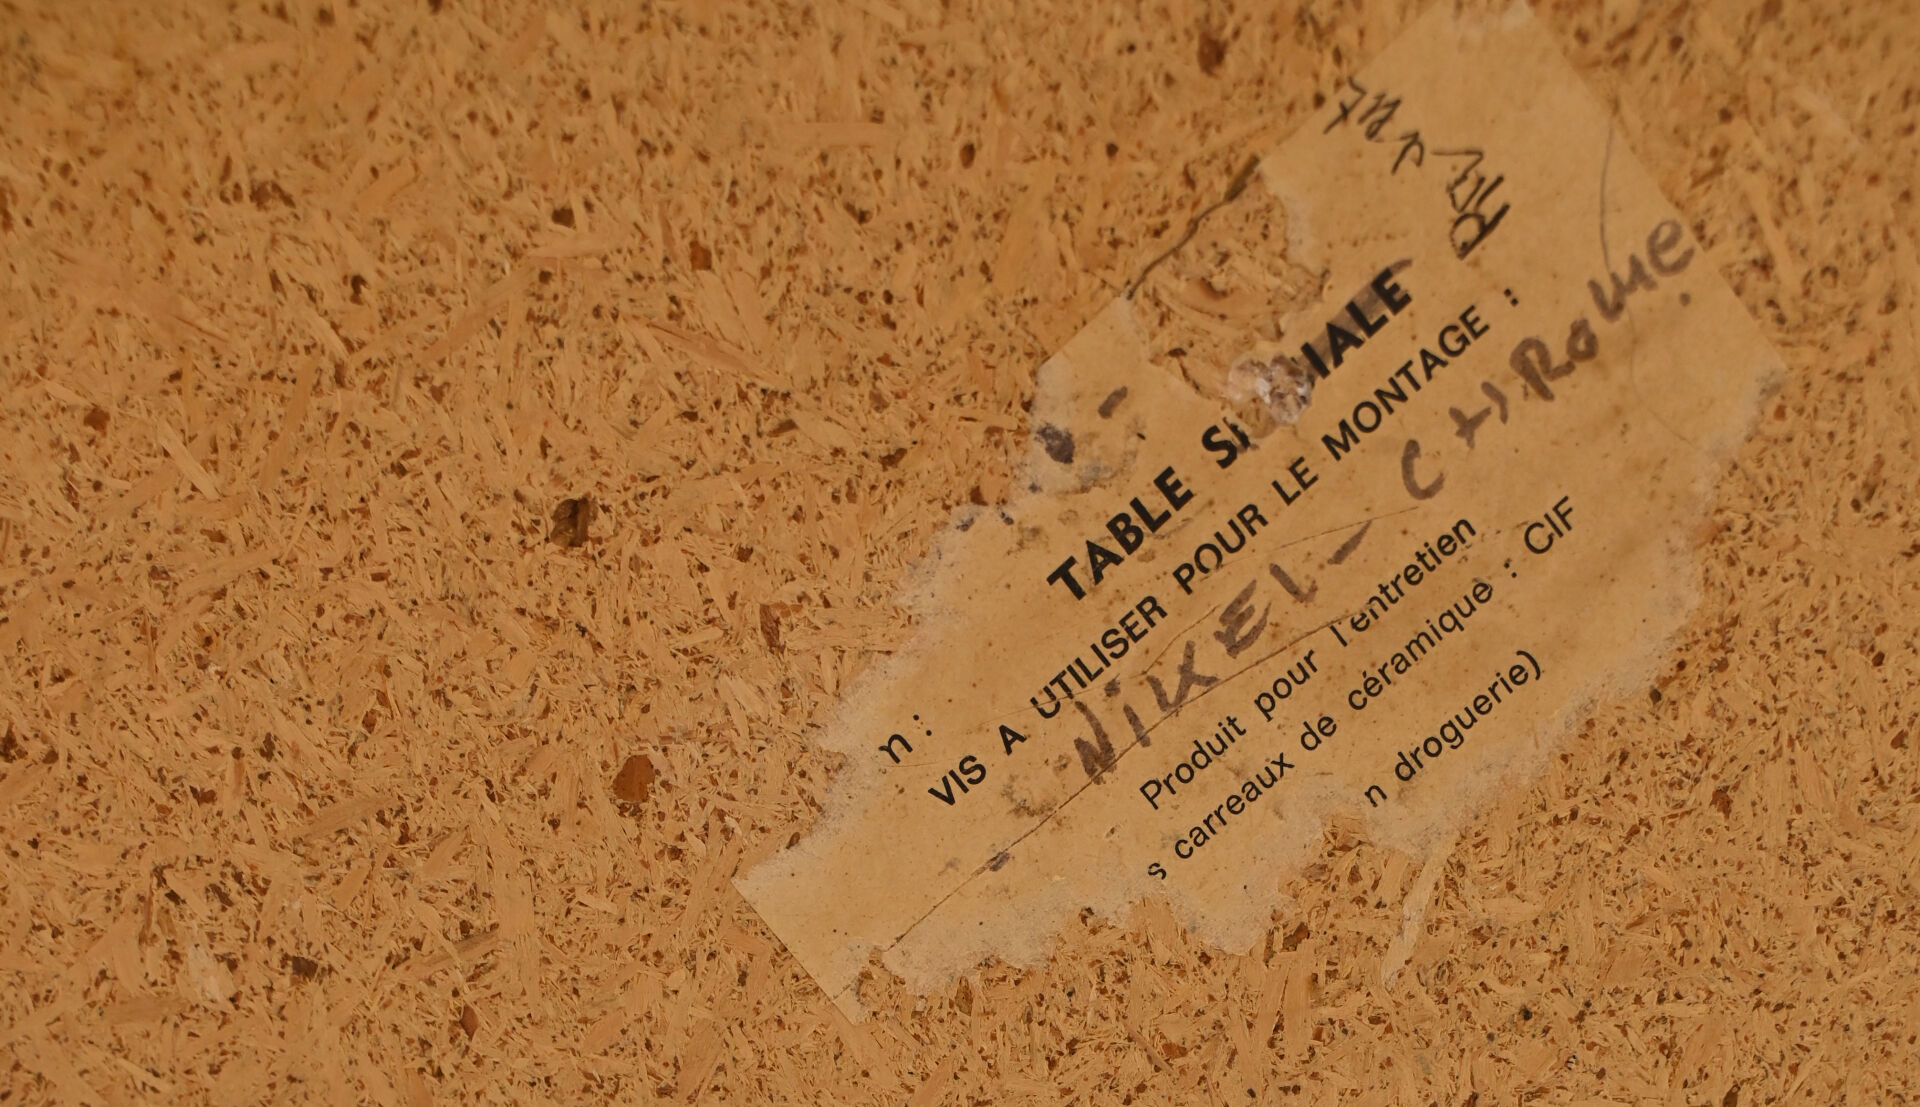 TABLE S IALE
n :
VIS A UTILISER POUR LE MONTAGE :
NiKEL - CHROME
Produit pour l'entretien
s carreaux de céramique : CIF
n droguerie)